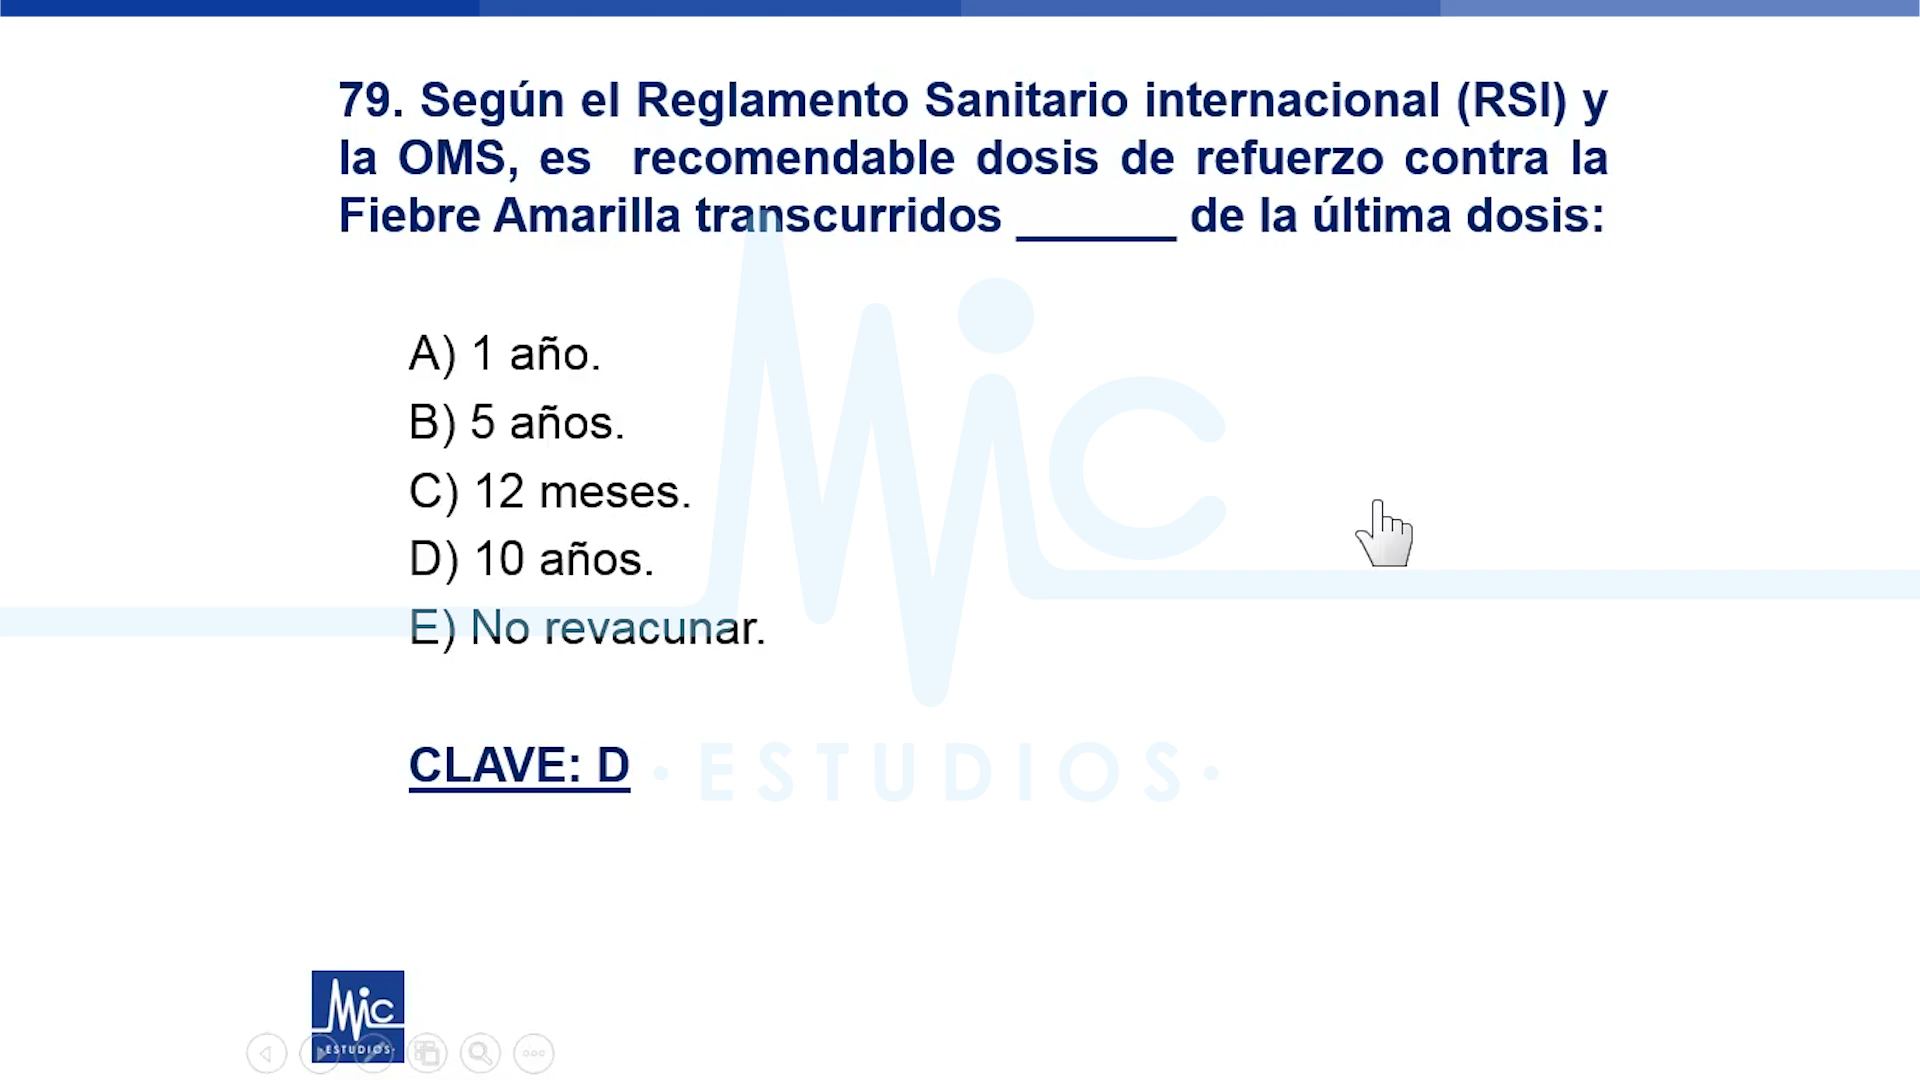 79. Según el Reglamento Sanitario internacional (RSI) y
la OMS, es recomendable dosis de refuerzo contra la
Fiebre Amarilla transcurridos ______ de la última dosis:
A) 1 año.
B) 5 años.
C) 12 meses.
D) 10 años.
E) No revacunar.
CLAVE: D
Mic
·ESTUDIOS·
Mic
·ESTUDIOS·